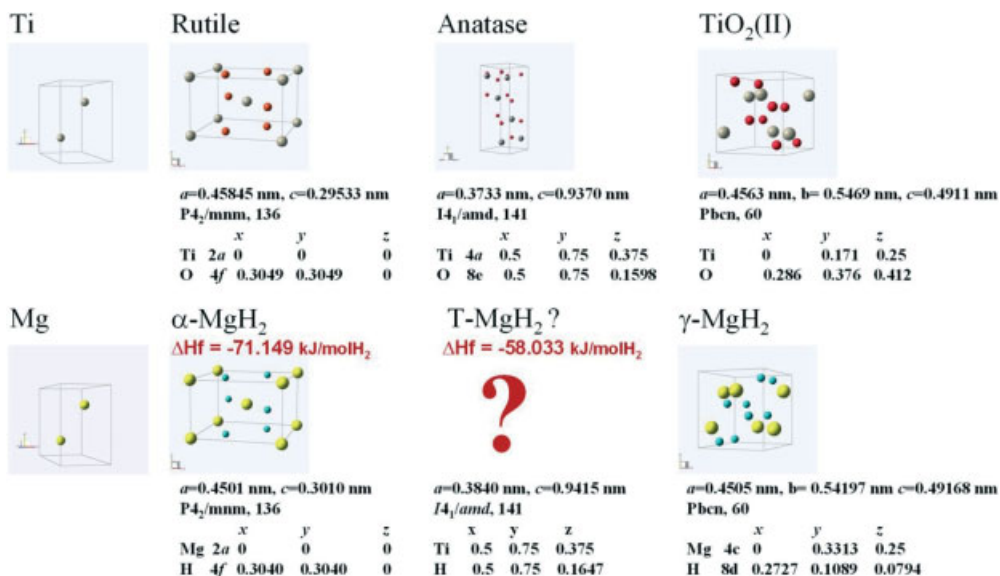 Ti Rutile Anatase TiO₂(II)
a=0.45845 nm, c=0.29533 nm
P4₂/mnm, 136
x y z
Ti 2a 0 0 0
O 4f 0.3049 0.3049 0
a=0.3733 nm, c=0.9370 nm
I4₁/amd, 141
x y z
Ti 4a 0.5 0.75 0.375
O 8e 0.5 0.75 0.1598
a=0.4563 nm, b= 0.5469 nm, c=0.4911 nm
Pbcn, 60
x y z
Ti 0 0.171 0.25
O 0.286 0.376 0.412
Mg α-MgH₂ T-MgH₂ ? γ-MgH₂
ΔHf = -71.149 kJ/molH₂
ΔHf = -58.033 kJ/molH₂
?
a=0.4501 nm, c=0.3010 nm
P4₂/mnm, 136
x y z
Mg 2a 0 0 0
H 4f 0.3040 0.3040 0
a=0.3840 nm, c=0.9415 nm
I4₁/amd, 141
x y z
Ti 0.5 0.75 0.375
H 0.5 0.75 0.1647
a=0.4505 nm, b= 0.54197 nm c=0.49168 nm
Pbcn, 60
x y z
Mg 4c 0 0.3313 0.25
H 8d 0.2727 0.1089 0.0794